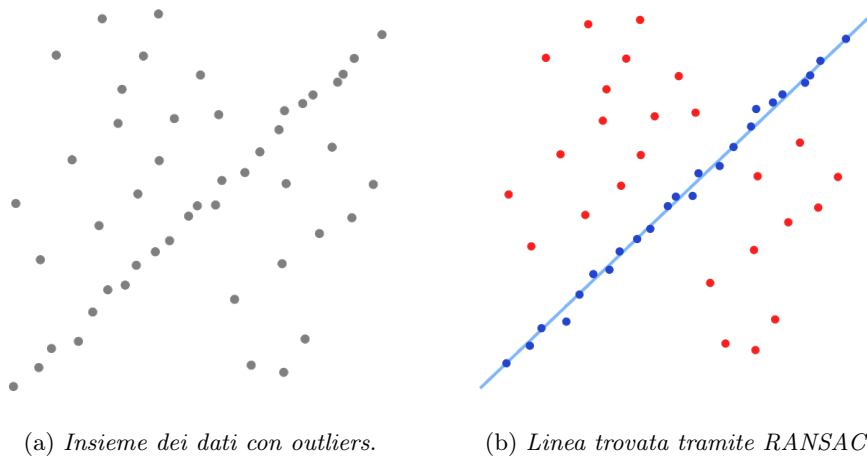 (a) Insieme dei dati con outliers.
(b) Linea trovata tramite RANSAC